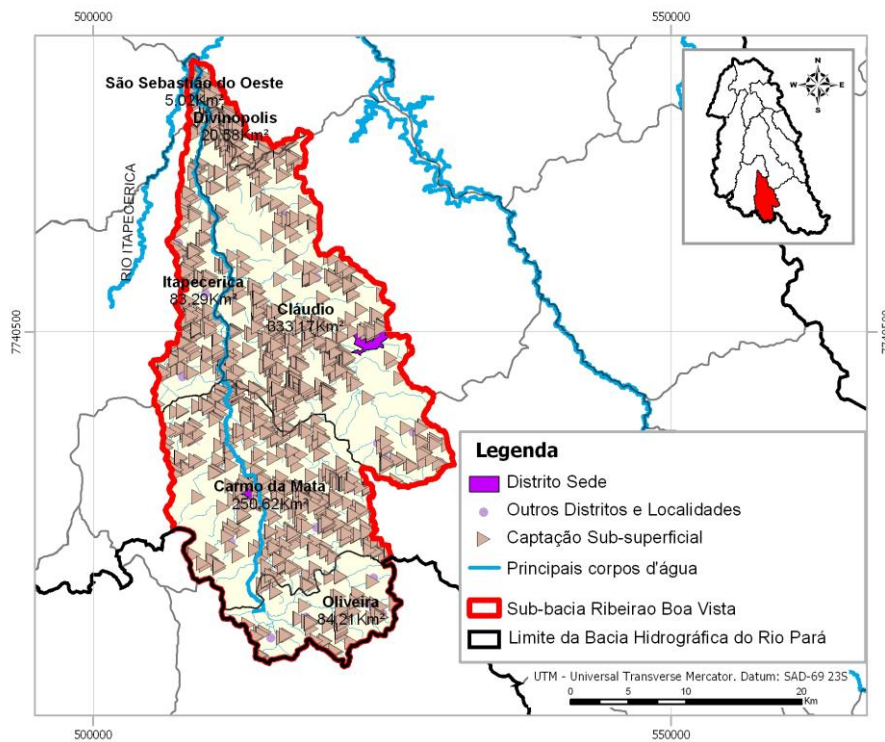 500000
550000
São Sebastião do Oeste
5,02Km²
Divinopolis
20,58Km²
N
W
E
S
RIO ITAPECERICA
Itapecerica
83,29Km²
Cláudio
333,17Km²
7740500
7740500
Carmo da Mata
250,62Km²
Oliveira
84,21Km²
Legenda
Distrito Sede
Outros Distritos e Localidades
Captação Sub-superficial
Principais corpos d'água
Sub-bacia Ribeirao Boa Vista
Limite da Bacia Hidrográfica do Rio Pará
UTM - Universal Transverse Mercator. Datum: SAD-69 23S
0 5 10 20
Km
500000
550000